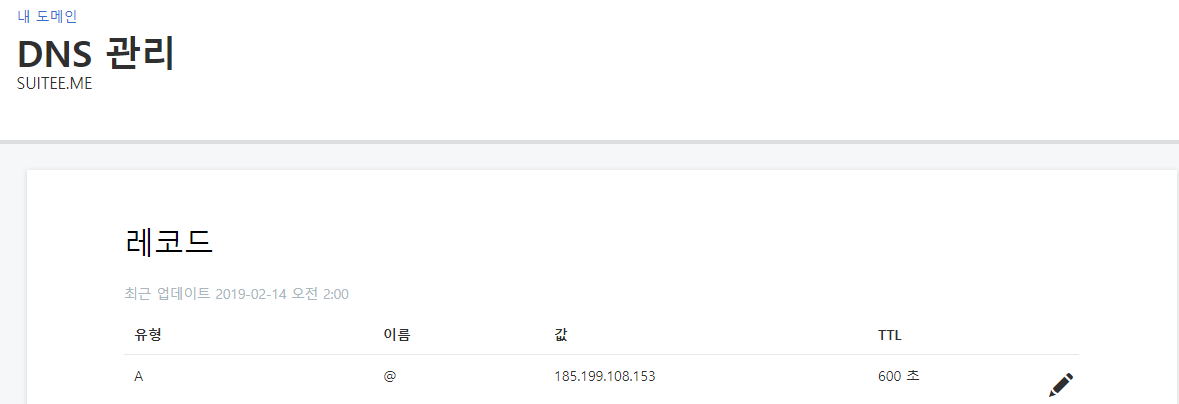 내 도메인
DNS 관리
SUITEE.ME
레코드
최근 업데이트 2019-02-14 오전 2:00
유형 이름 값 TTL
A @ 185.199.108.153 600 초